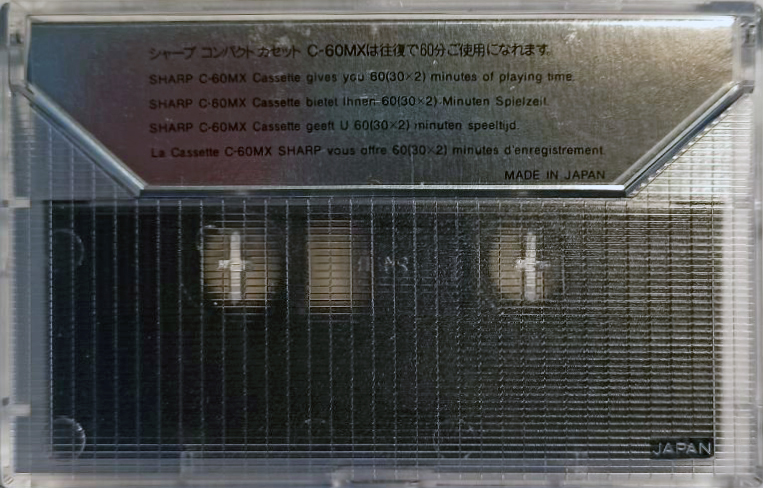 シャープ コンパクト カセット C-60MXは往復で60分ご使用になれます。
SHARP C-60MX Cassette gives you 60(30×2) minutes of playing time.
SHARP C-60MX Cassette bietet Ihnen 60(30×2) Minuten Spielzeit.
SHARP C-60MX Cassette geeft U 60(30×2) minuten speeltijd.
La Cassette C-60MX SHARP vous offre 60(30×2) minutes d'enregistrement.
MADE IN JAPAN
JAPAN